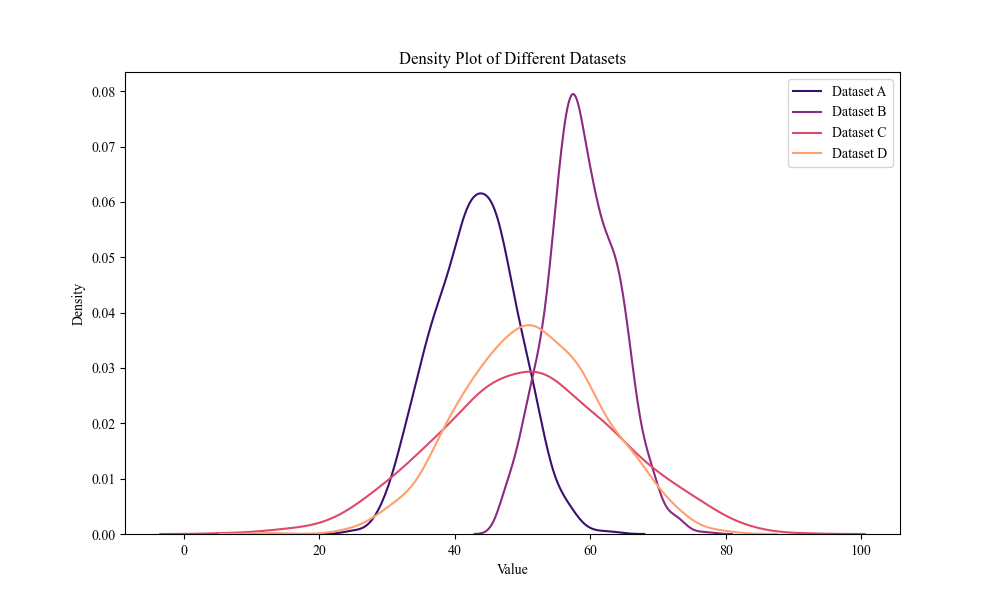 Density Plot of Different Datasets
Dataset A
Dataset B
Dataset C
Dataset D
0.08
0.07
0.06
0.05
0.04
0.03
0.02
0.01
0.00
Density
0
20
40
60
80
100
Value